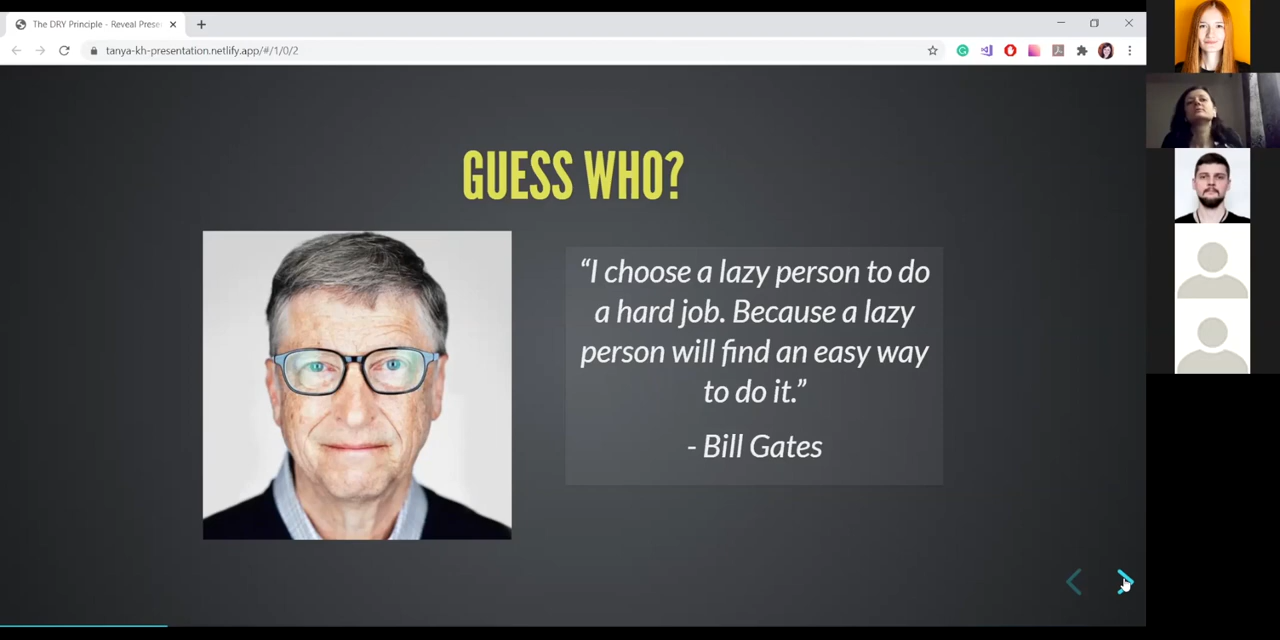 The DRY Principle - Reveal Prese
tanya-kh-presentation.netlify.app/#/1/0/2
GUESS WHO?
“I choose a lazy person to do
a hard job. Because a lazy
person will find an easy way
to do it.”
- Bill Gates